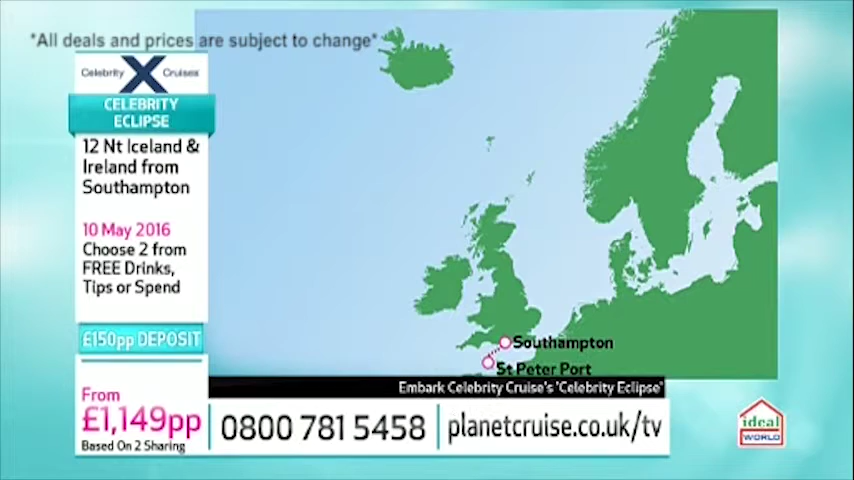 *All deals and prices are subject to change*
Celebrity X Cruises
CELEBRITY
ECLIPSE
12 Nt Iceland &
Ireland from
Southampton
10 May 2016
Choose 2 from
FREE Drinks,
Tips or Spend
£150pp DEPOSIT
From
£1,149pp
Based On 2 Sharing
Southampton
St Peter Port
Embark Celebrity Cruise's 'Celebrity Eclipse'
0800 781 5458
planetcruise.co.uk/tv
ideal
WORLD